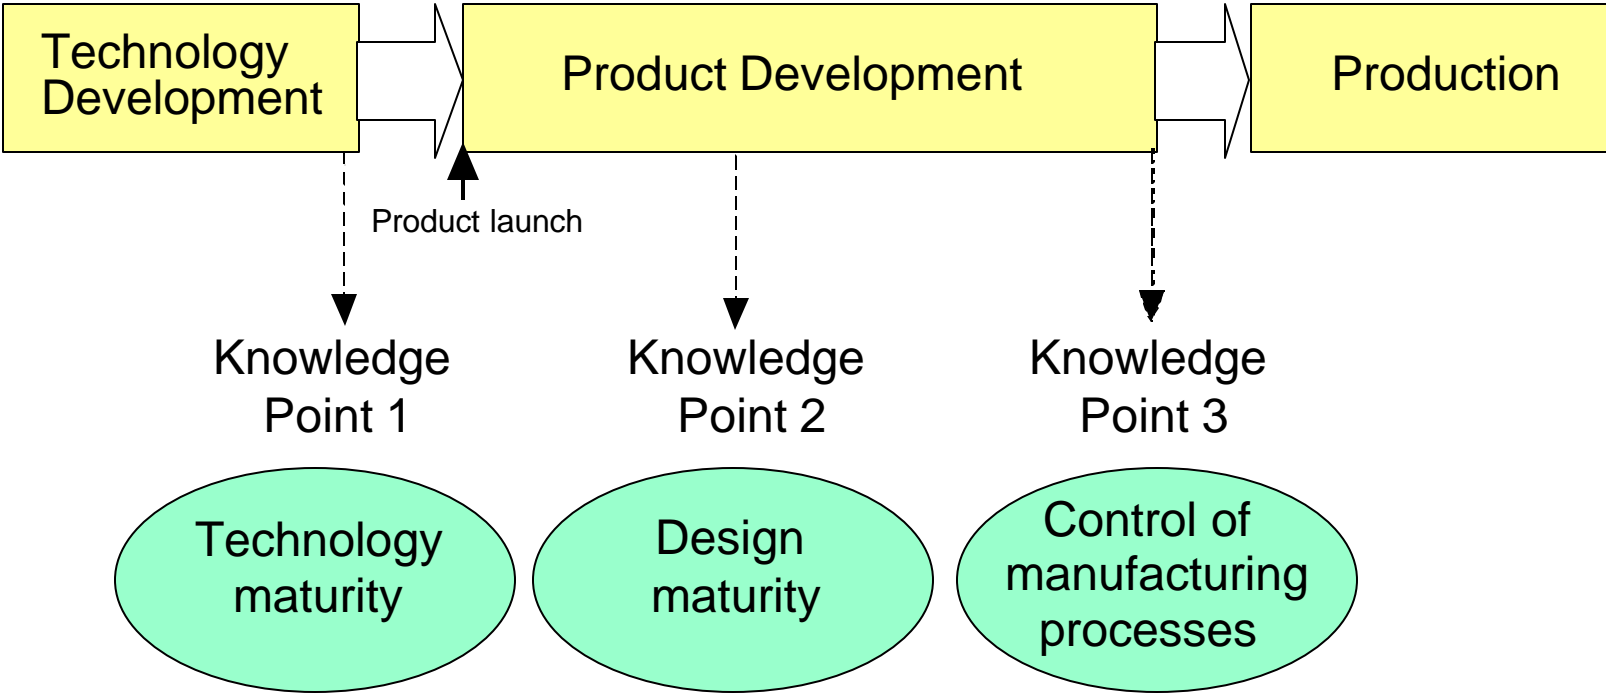 Technology
Development
Product Development
Production
Product launch
Knowledge
Point 1
Knowledge
Point 2
Knowledge
Point 3
Technology
maturity
Design
maturity
Control of
manufacturing
processes